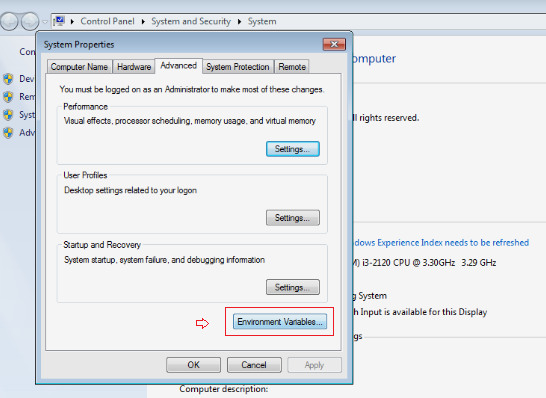 Control Panel ▸ System and Security ▸ System
System Properties
Computer Name Hardware Advanced System Protection Remote
You must be logged on as an Administrator to make most of these changes.
Performance
Visual effects, processor scheduling, memory usage, and virtual memory
Settings...
User Profiles
Desktop settings related to your logon
Settings...
Startup and Recovery
System startup, system failure, and debugging information
Settings...
Environment Variables...
OK Cancel Apply
Con
Dev
Rem
Syst
Adv
omputer
ll rights reserved.
dows Experience Index needs to be refreshed
M) i3-2120 CPU @ 3.30GHz 3.29 GHz
g System
h Input is available for this Display
gs
Computer description: